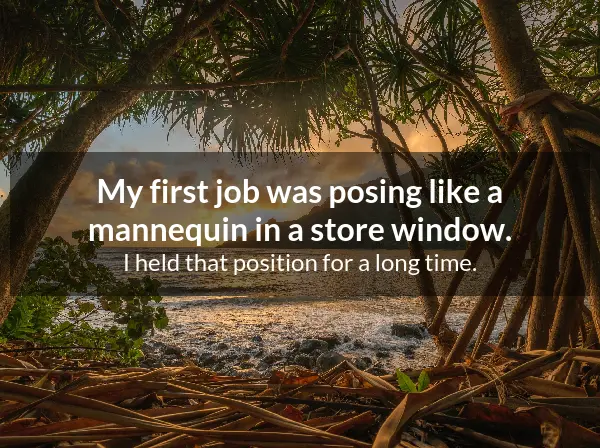 My first job was posing like a
mannequin in a store window.
I held that position for a long time.